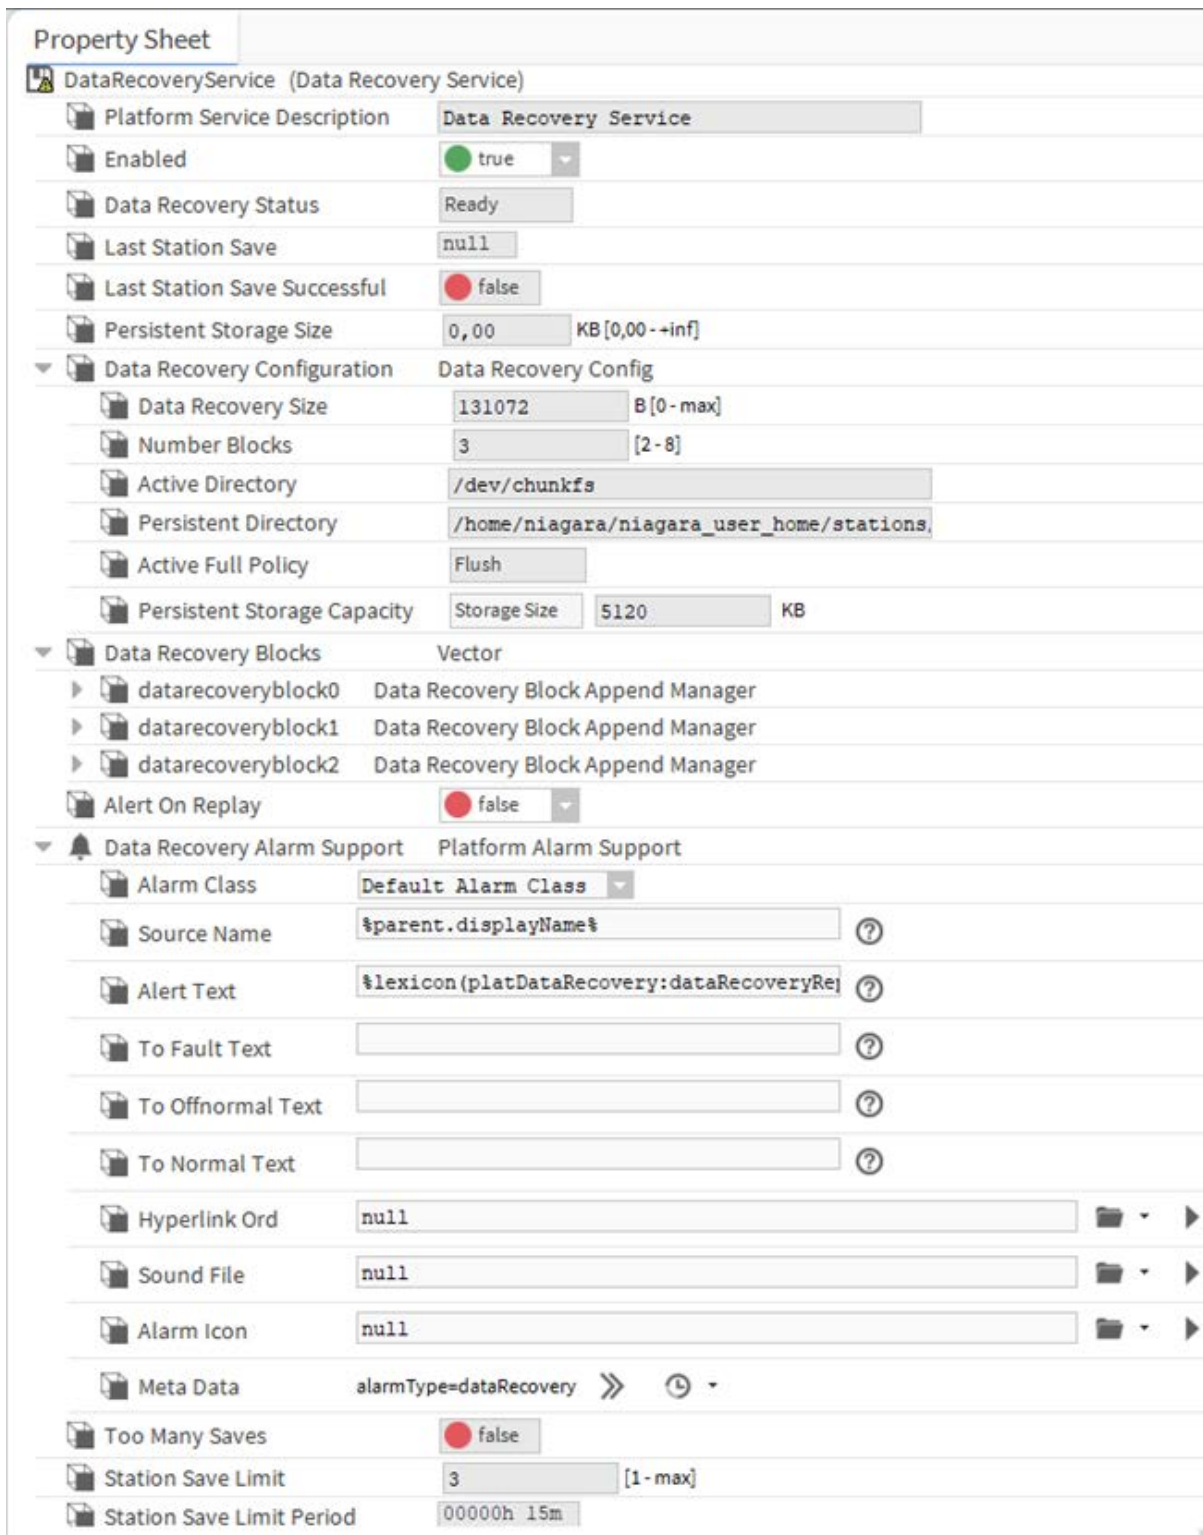 Property Sheet
DataRecoveryService (Data Recovery Service)
Platform Service Description Data Recovery Service
Enabled true
Data Recovery Status Ready
Last Station Save null
Last Station Save Successful false
Persistent Storage Size 0,00 KB [0,00 - +inf]
Data Recovery Configuration Data Recovery Config
Data Recovery Size 131072 B [0 - max]
Number Blocks 3 [2 - 8]
Active Directory /dev/chunkfs
Persistent Directory /home/niagara/niagara_user_home/stations
Active Full Policy Flush
Persistent Storage Capacity Storage Size 5120 KB
Data Recovery Blocks Vector
datarecoveryblock0 Data Recovery Block Append Manager
datarecoveryblock1 Data Recovery Block Append Manager
datarecoveryblock2 Data Recovery Block Append Manager
Alert On Replay false
Data Recovery Alarm Support Platform Alarm Support
Alarm Class Default Alarm Class
Source Name %parent.displayName%
Alert Text %lexicon(platDataRecovery:dataRecoveryRep
To Fault Text
To Offnormal Text
To Normal Text
Hyperlink Ord null
Sound File null
Alarm Icon null
Meta Data alarmType=dataRecovery
Too Many Saves false
Station Save Limit 3 [1 - max]
Station Save Limit Period 00000h 15m